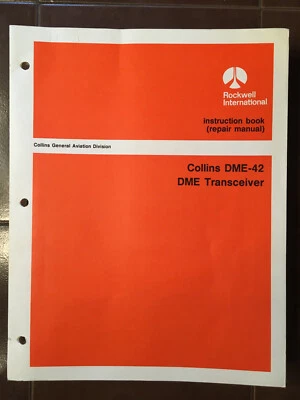 Rockwell
International
instruction book
(repair manual)
Collins General Aviation Division
Collins DME-42
DME Transceiver